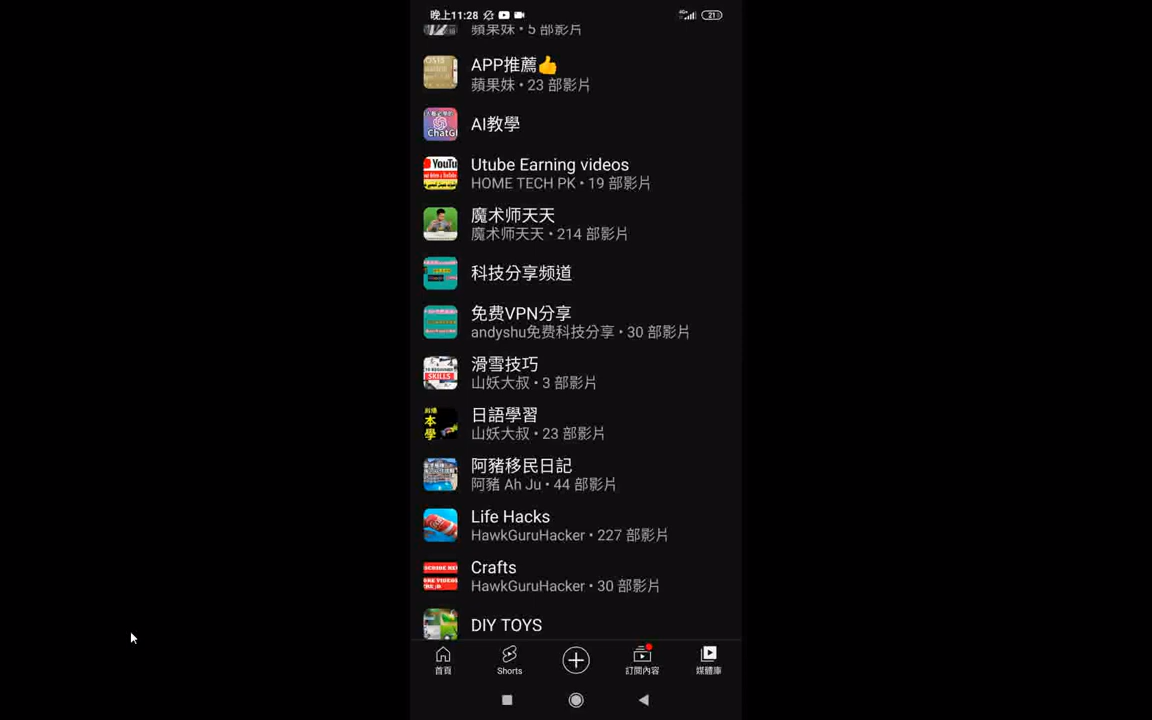 晚上11:28
4G+
21
蘋果妹 • 5 部影片
APP推薦👍
蘋果妹 • 23 部影片
AI教學
ChatG
Utube Earning videos
YouTu
HOME TECH PK • 19 部影片
魔术师天天
魔术师天天 • 214 部影片
科技分享频道
免费VPN分享
andyshu免费科技分享 • 30 部影片
滑雪技巧
SKILLS
山妖大叔 • 3 部影片
日語學習
本
學
山妖大叔 • 23 部影片
阿豬移民日記
阿豬 Ah Ju • 44 部影片
Life Hacks
HawkGuruHacker • 227 部影片
Crafts
HawkGuruHacker • 30 部影片
DIY TOYS
首頁
Shorts
訂閱內容
媒體庫